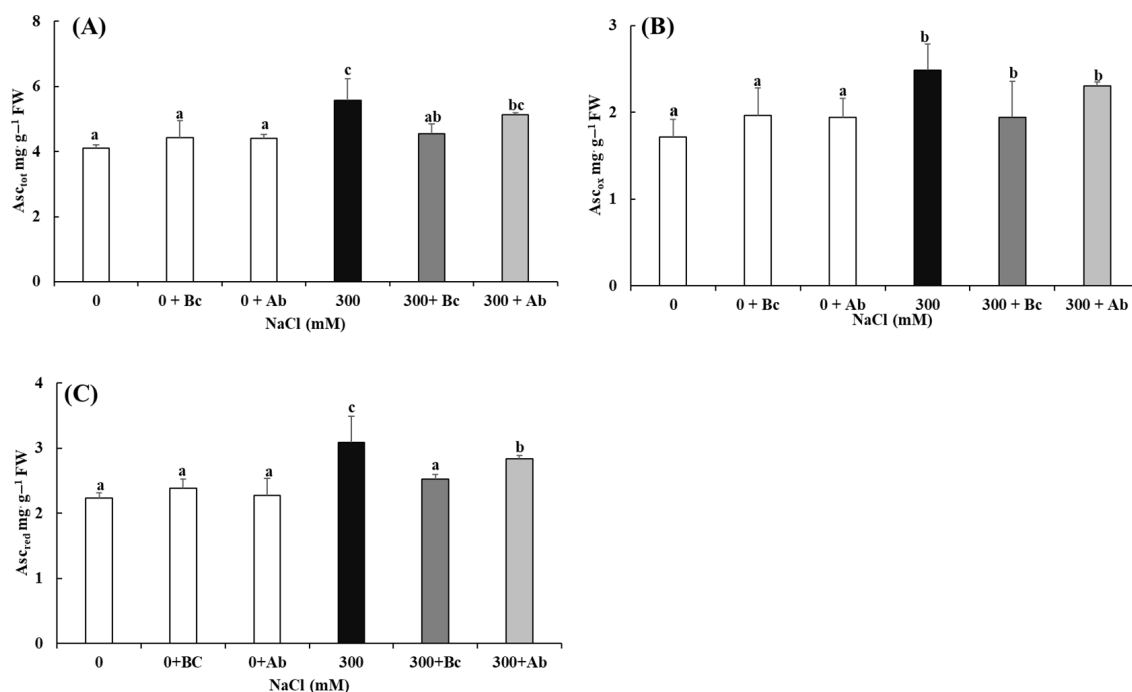 (A)
Asc_tot mg g⁻¹ FW
8
6
4
2
0
a
a
a
c
ab
bc
0
0 + Bc
0 + Ab
300
300+ Bc
300 + Ab
NaCl (mM)
(B)
Asc_ox mg g⁻¹ FW
3
2
1
0
a
a
a
b
b
b
0
0 + Bc
0 + Ab
300
300 + Bc
300 + Ab
NaCl (mM)
(C)
Asc_red mg g⁻¹ FW
4
3
2
1
0
a
a
a
c
a
b
0
0+BC
0+Ab
300
300+Bc
300+Ab
NaCl (mM)